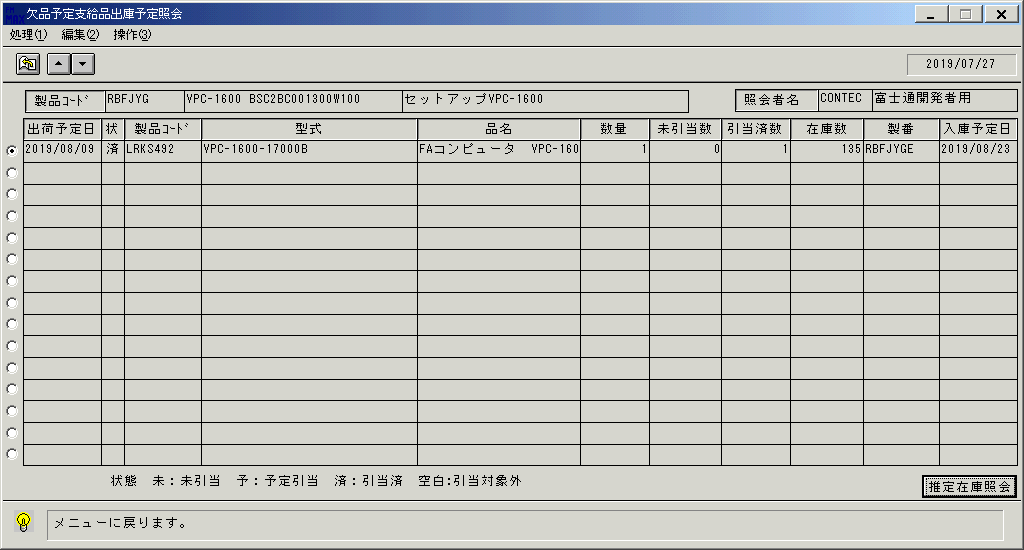 欠品予定支給品出庫予定照会
処理(1) 編集(2) 操作(3)
2019/07/27
製品ｺｰﾄﾞ RBFJYG VPC-1600 BSC2BC001300W100 セットアップVPC-1600 照会者名 CONTEC 富士通開発者用
出荷予定日 状 製品ｺｰﾄﾞ 型式 品名 数量 未引当数 引当済数 在庫数 製番 入庫予定日
2019/08/09 済 LRKS492 VPC-1600-17000B FAコンピュータ VPC-160 1 0 1 135 RBFJYGE 2019/08/23
状態 未：未引当 予：予定引当 済：引当済 空白:引当対象外
推定在庫照会
メニューに戻ります。